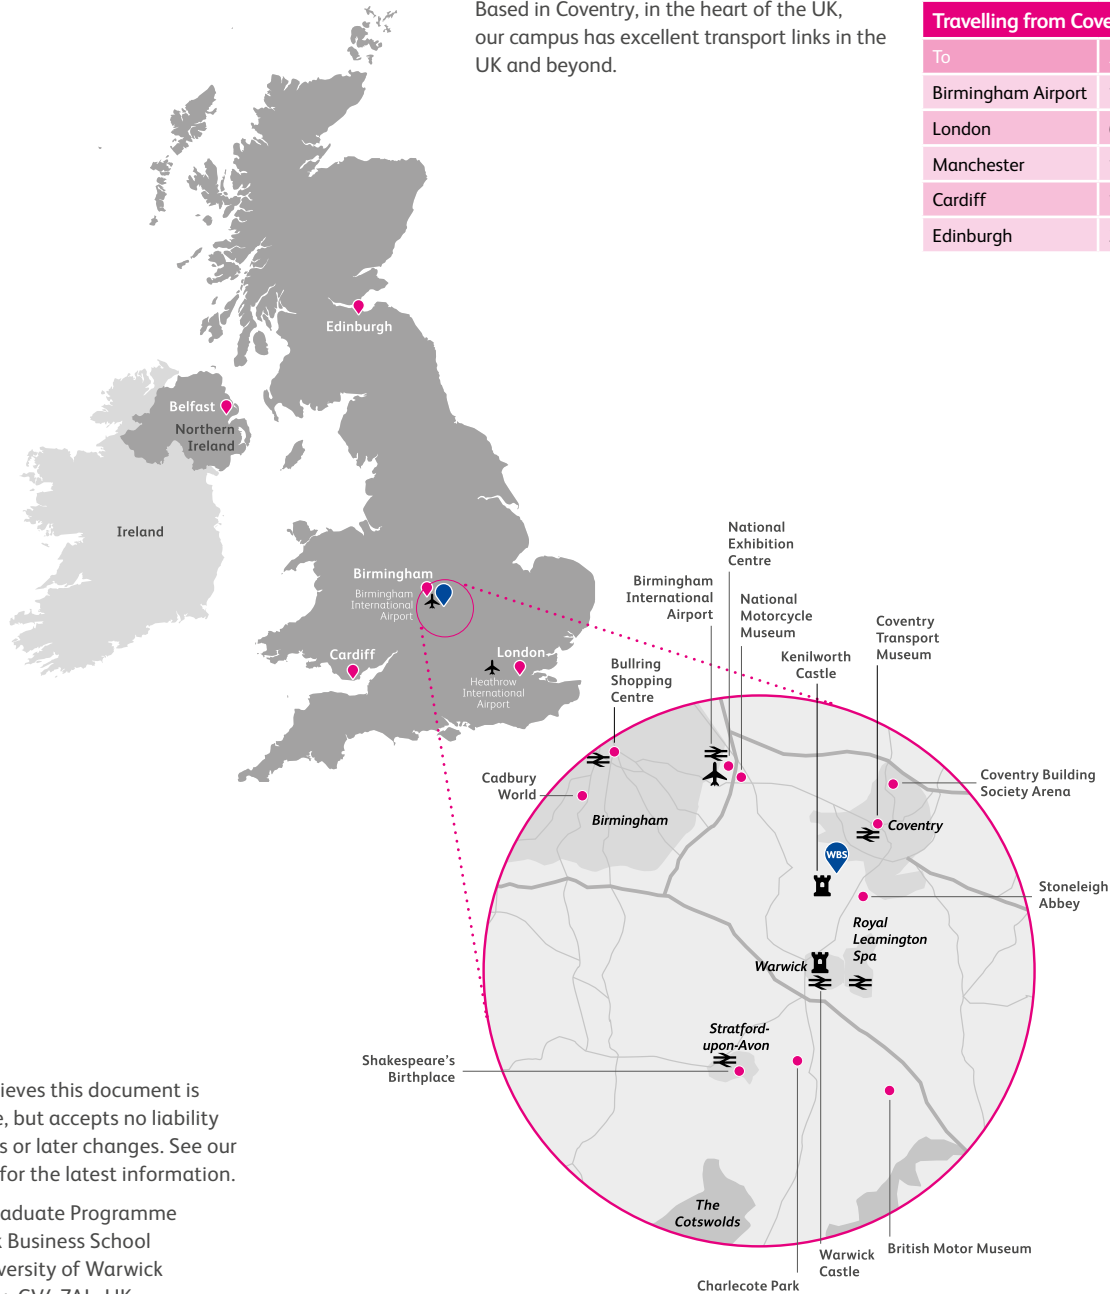 Based in Coventry, in the heart of the UK,
our campus has excellent transport links in the
UK and beyond.
Travelling from Cove
To
Birmingham Airport
London
Manchester
Cardiff
Edinburgh
Edinburgh
Belfast
Northern
Ireland
Ireland
Birmingham
Birmingham
International
Airport
Cardiff
London
Heathrow
International
Airport
National
Exhibition
Centre
Birmingham
International
Airport
National
Motorcycle
Museum
Coventry
Transport
Museum
Kenilworth
Castle
Bullring
Shopping
Centre
Cadbury
World
Coventry Building
Society Arena
Birmingham
Coventry
WBS
Stoneleigh
Abbey
Royal
Leamington
Spa
Warwick
Stratford-
upon-Avon
Shakespeare's
Birthplace
The
Cotswolds
Warwick
Castle
British Motor Museum
Charlecote Park
ieves this document is
, but accepts no liability
s or later changes. See our
for the latest information.
aduate Programme
Business School
versity of Warwick
UK